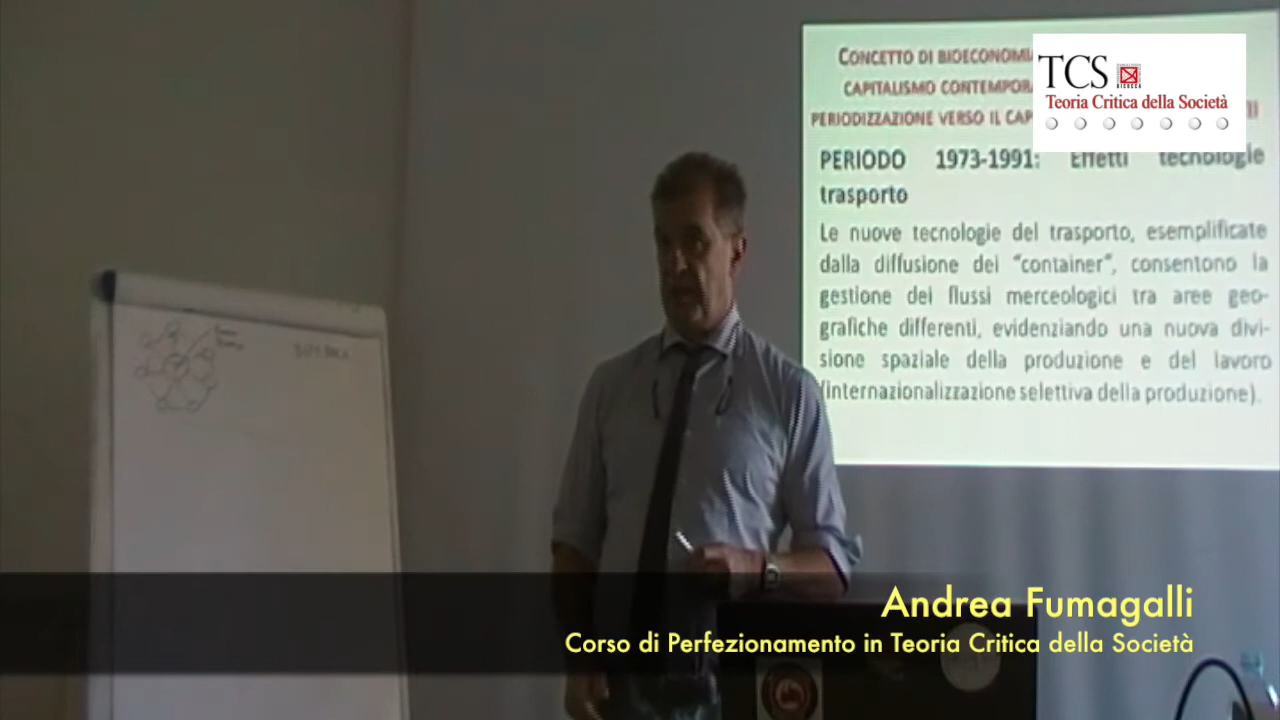 CONCETTO DI BIOECONOMIA
CAPITALISMO CONTEMPORA
PERIODIZZAZIONE VERSO IL CAP
TCS
BICOCCA
Teoria Critica della Società
PERIODO 1973-1991: Effetti tecnologie
trasporto
Le nuove tecnologie del trasporto, esemplificate
dalla diffusione dei “container”, consentono la
gestione dei flussi merceologici tra aree geo-
grafiche differenti, evidenziando una nuova divi-
sione spaziale della produzione e del lavoro
(internazionalizzazione selettiva della produzione).
Andrea Fumagalli
Corso di Perfezionamento in Teoria Critica della Società